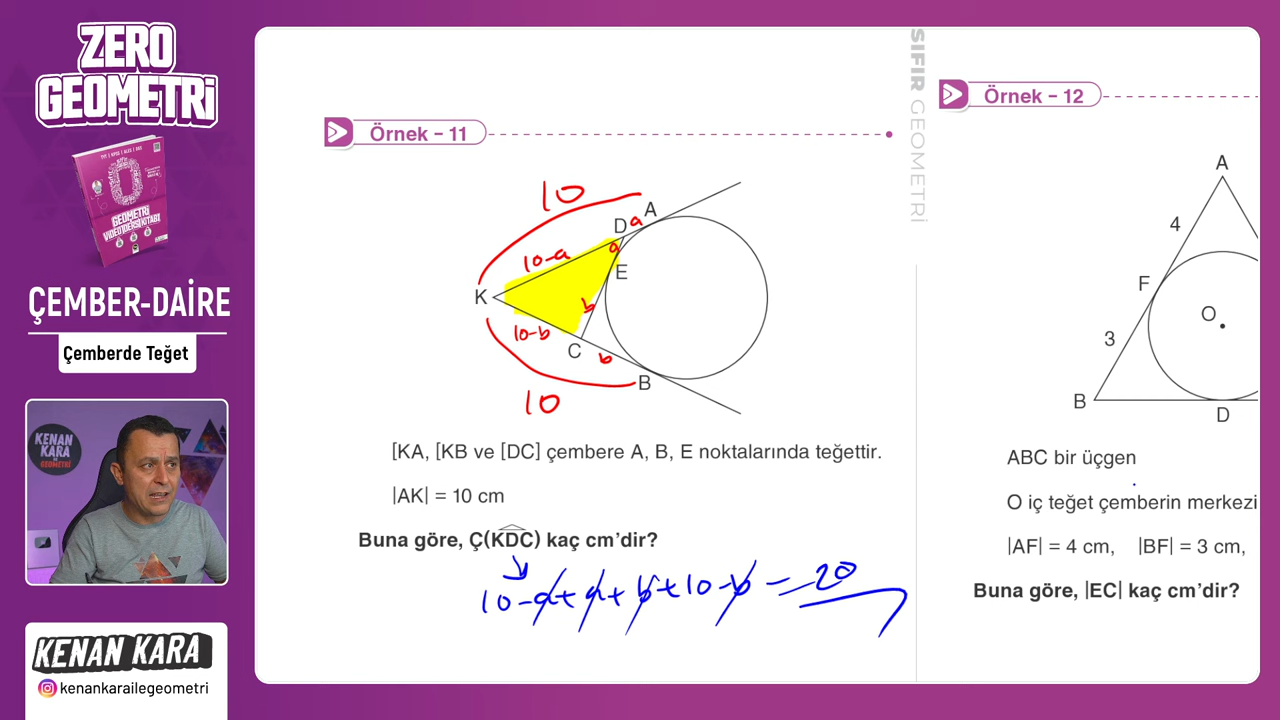 ZERO
GEOMETRİ
GEOMETRİ
VİDEO DERS KİTABI
ÇEMBER-DAİRE
Çemberde Teğet
KENAN
KARA
GEOMETRİ
KENAN KARA
kenankarailegeometri
Örnek - 11
10
D a A
10-a a
E
K
b
10-b
C b
B
10
[KA, [KB ve [DC] çembere A, B, E noktalarında teğettir.
|AK| = 10 cm
Buna göre, Ç(KDC) kaç cm'dir?
10-a+a+b+10-b=20
SIFIR GEOMETRİ
Örnek - 12
A
4
F
O
3
B
D
ABC bir üçgen
O iç teğet çemberin merkezi
|AF| = 4 cm, |BF| = 3 cm,
Buna göre, |EC| kaç cm'dir?